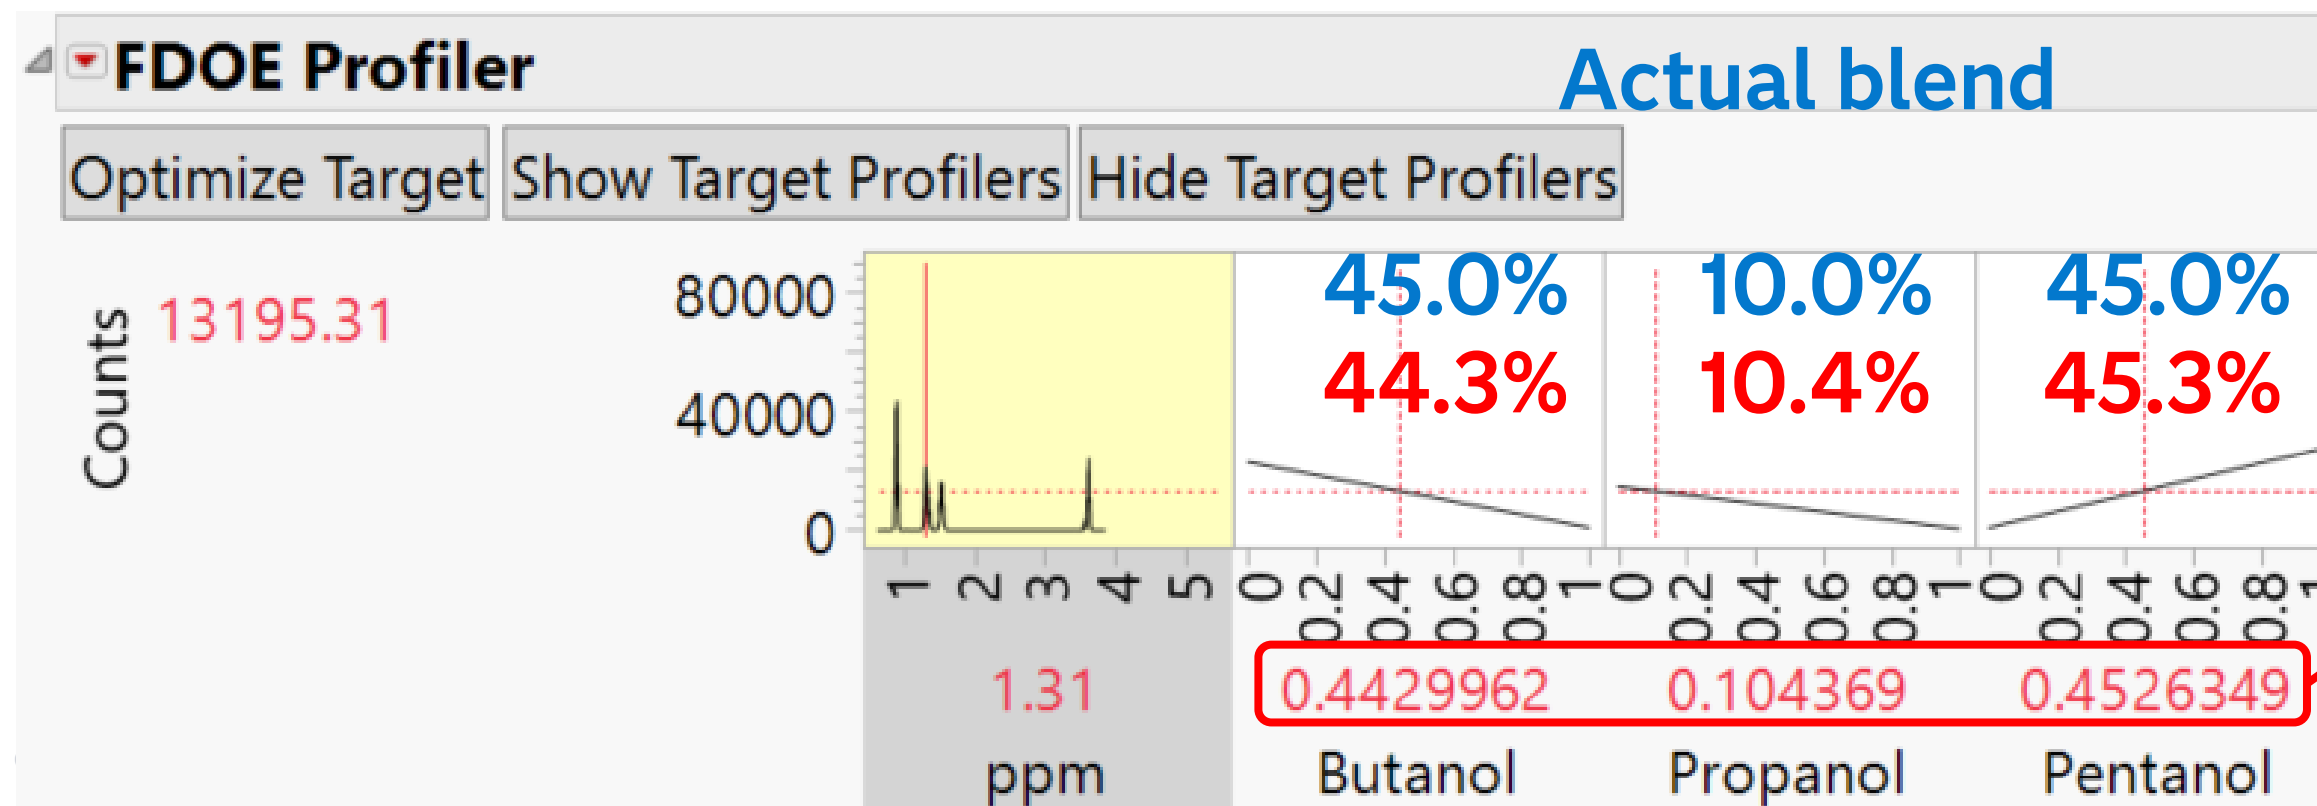 FDOE Profiler
Actual blend
Optimize Target Show Target Profilers Hide Target Profilers
Counts
13195.31
80000
40000
0
45.0% 10.0% 45.0%
44.3% 10.4% 45.3%
1 2 3 4 5 0 0.2 0.4 0.6 0.8 1 0 0.2 0.4 0.6 0.8 1 0 0.2 0.4 0.6 0.8 1
1.31 0.4429962 0.104369 0.4526349
ppm Butanol Propanol Pentanol